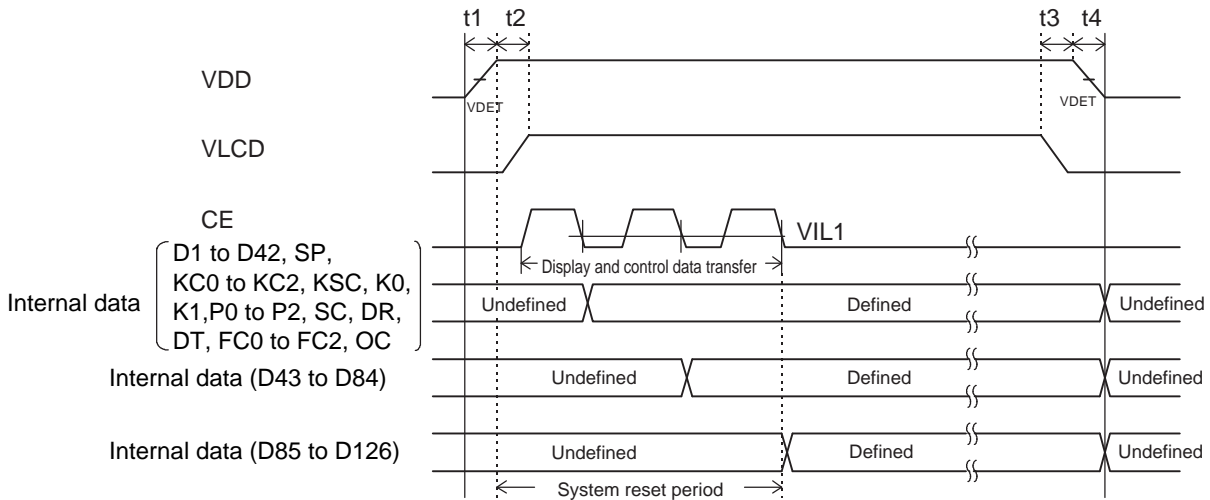 t1 t2 t3 t4
VDD
VDET VDET
VLCD
CE
VIL1
Display and control data transfer
Internal data
D1 to D42, SP,
KC0 to KC2, KSC, K0,
K1,P0 to P2, SC, DR,
DT, FC0 to FC2, OC
Undefined Defined Undefined
Internal data (D43 to D84) Undefined Defined Undefined
Internal data (D85 to D126) Undefined Defined Undefined
System reset period